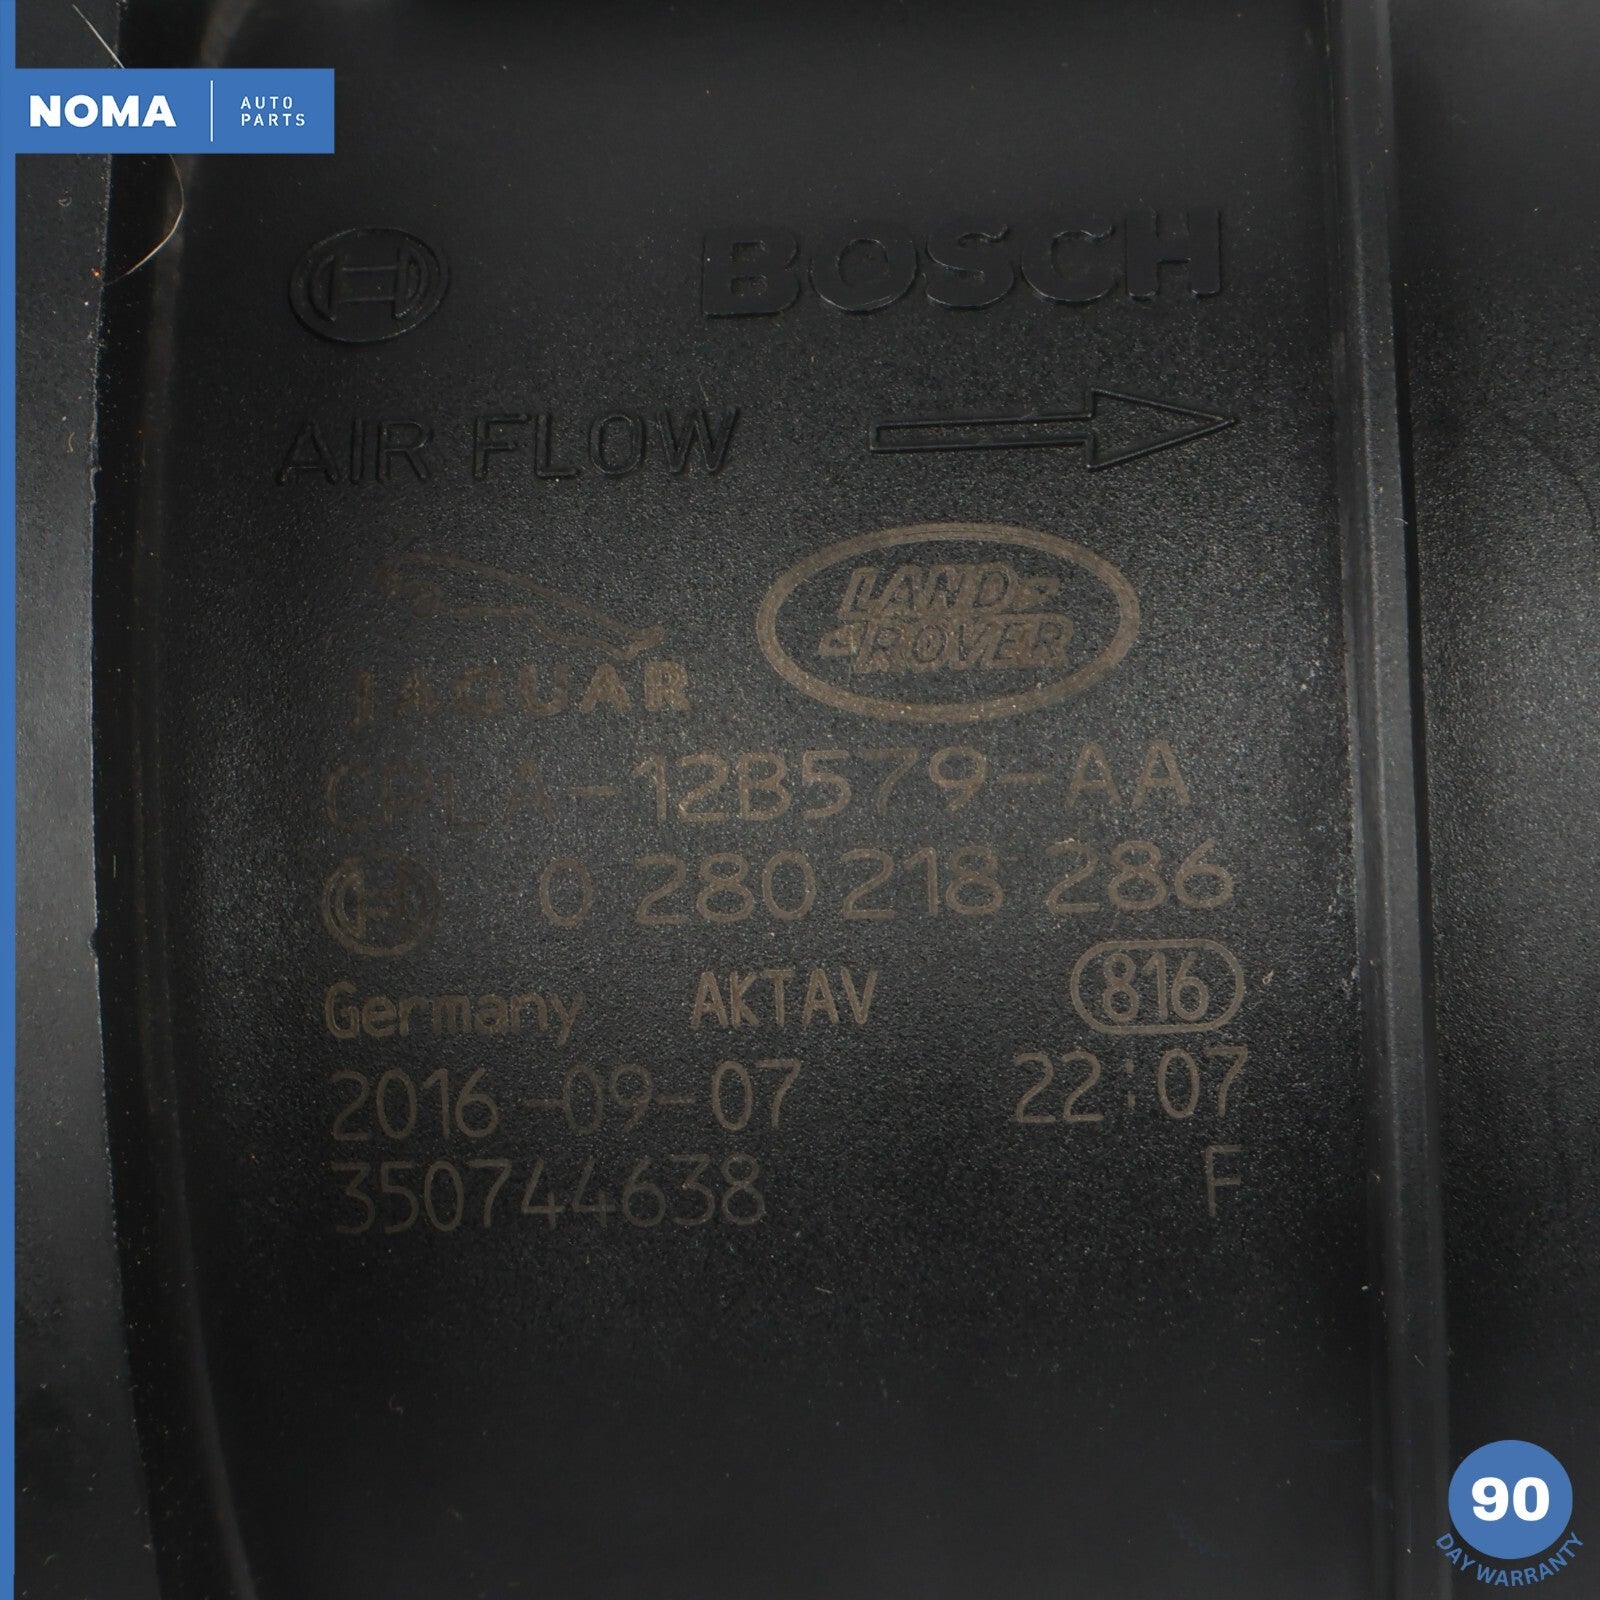 NOMA AUTO PARTS
BOSCH
AIR FLOW
JAGUAR
LAND ROVER
CPLA-12B579-AA
0 280 218 286
Germany AKTAV 816
2016-09-07 22:07
350744638 F
90
DAY WARRANTY